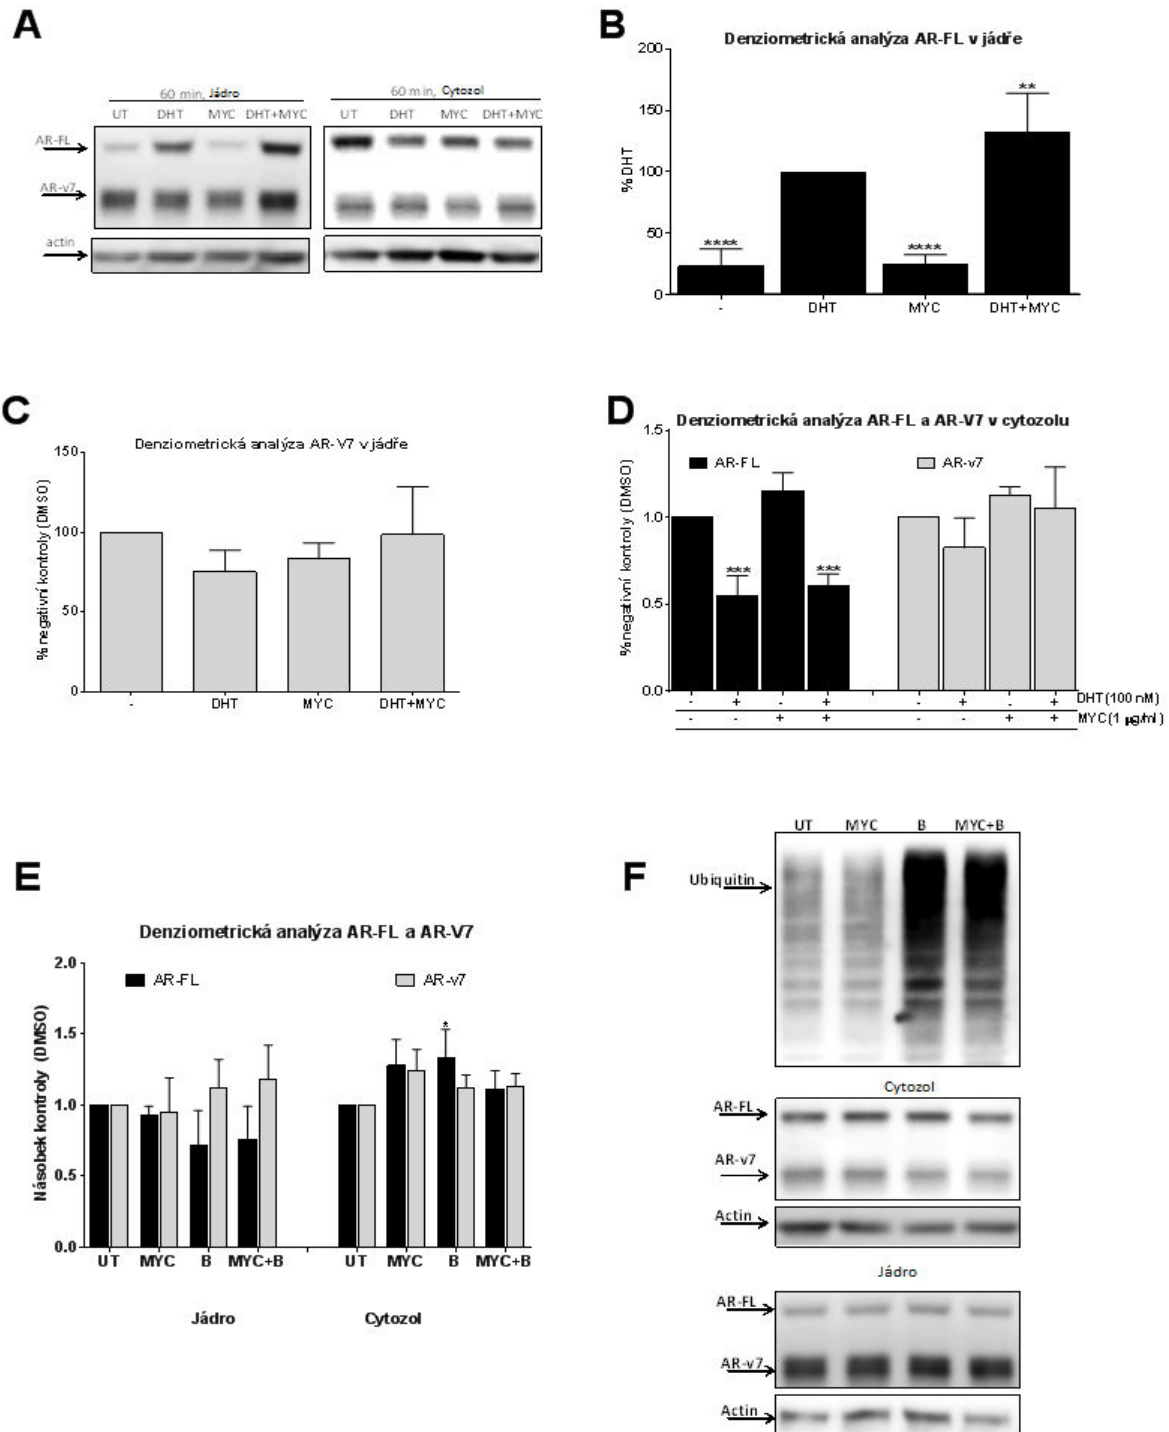 A
60 min, Jádro
60 min, Cytozol
UT DHT MYC DHT+MYC
UT DHT MYC DHT+MYC
AR-FL
AR-v7
actin
B
Denziometrická analýza AR-FL v jádře
% DHT
200
150
100
50
0
****
****
**
- DHT MYC DHT+MYC
C
Denziometrická analýza AR-V7 v jádře
% negativní kontroly (DMSO)
150
100
50
0
- DHT MYC DHT+MYC
D
Denziometrická analýza AR-FL a AR-V7 v cytozolu
AR-FL
AR-v7
% negativní kontroly (DMSO)
1.5
1.0
0.5
0.0
***
***
- + - + - + - + DHT(100 nM)
- - + + - - + + MYC(1 µg/ml)
E
Denziometrická analýza AR-FL a AR-V7
AR-FL
AR-v7
Násobek kontroly (DMSO)
2.0
1.5
1.0
0.5
0.0
*
UT MYC B MYC+B UT MYC B MYC+B
Jádro Cytozol
F
UT MYC B MYC+B
Ubiquitin
Cytozol
AR-FL
AR-v7
Actin
Jádro
AR-FL
AR-v7
Actin